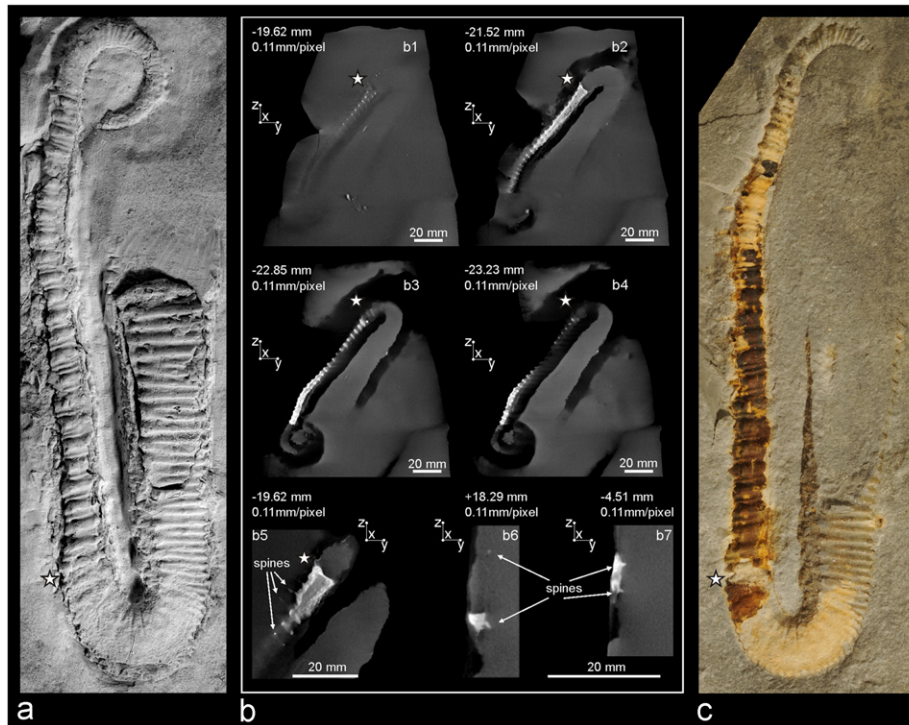 -19.62 mm
0.11mm/pixel
b1
z
x
y
20 mm
-21.52 mm
0.11mm/pixel
b2
z
x
y
20 mm
-22.85 mm
0.11mm/pixel
b3
z
x
y
20 mm
-23.23 mm
0.11mm/pixel
b4
z
x
y
20 mm
-19.62 mm
0.11mm/pixel
b5
z
x
y
spines
20 mm
+18.29 mm
0.11mm/pixel
z
x
y
b6
spines
-4.51 mm
0.11mm/pixel
z
x
y
b7
20 mm
a
b
c